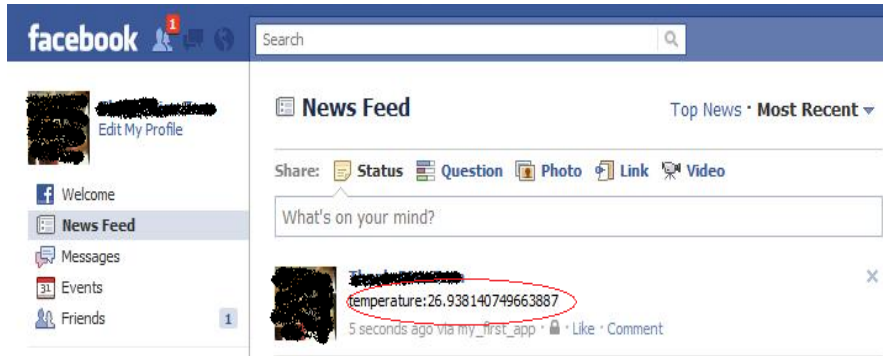 facebook 1 Search
Edit My Profile
News Feed Top News · Most Recent
Share: Status Question Photo Link Video
What's on your mind?
Welcome
News Feed
Messages
31 Events
Friends 1
temperature:26.938140749663887
5 seconds ago via my_first_app · Like · Comment